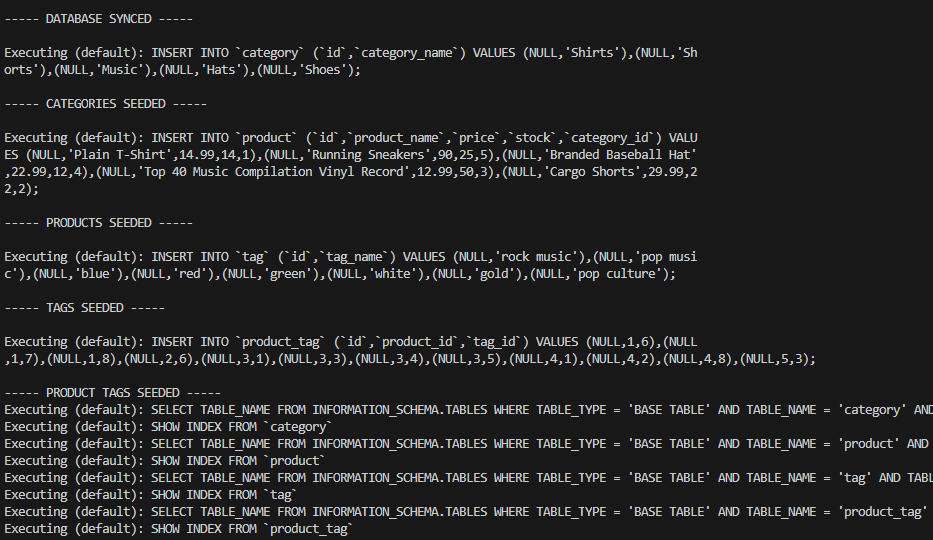 ----- DATABASE SYNCED -----
Executing (default): INSERT INTO `category` (`id`,`category_name`) VALUES (NULL,'Shirts'),(NULL,'Sh
orts'),(NULL,'Music'),(NULL,'Hats'),(NULL,'Shoes');
----- CATEGORIES SEEDED -----
Executing (default): INSERT INTO `product` (`id`,`product_name`,`price`,`stock`,`category_id`) VALU
ES (NULL,'Plain T-Shirt',14.99,14,1),(NULL,'Running Sneakers',90,25,5),(NULL,'Branded Baseball Hat'
,22.99,12,4),(NULL,'Top 40 Music Compilation Vinyl Record',12.99,50,3),(NULL,'Cargo Shorts',29.99,2
2,2);
----- PRODUCTS SEEDED -----
Executing (default): INSERT INTO `tag` (`id`,`tag_name`) VALUES (NULL,'rock music'),(NULL,'pop musi
c'),(NULL,'blue'),(NULL,'red'),(NULL,'green'),(NULL,'white'),(NULL,'gold'),(NULL,'pop culture');
----- TAGS SEEDED -----
Executing (default): INSERT INTO `product_tag` (`id`,`product_id`,`tag_id`) VALUES (NULL,1,6),(NULL
,1,7),(NULL,1,8),(NULL,2,6),(NULL,3,1),(NULL,3,3),(NULL,3,4),(NULL,3,5),(NULL,4,1),(NULL,4,2),(NULL,4,8),(NULL,5,3);
----- PRODUCT TAGS SEEDED -----
Executing (default): SELECT TABLE_NAME FROM INFORMATION_SCHEMA.TABLES WHERE TABLE_TYPE = 'BASE TABLE' AND TABLE_NAME = 'category' AND
Executing (default): SHOW INDEX FROM `category`
Executing (default): SELECT TABLE_NAME FROM INFORMATION_SCHEMA.TABLES WHERE TABLE_TYPE = 'BASE TABLE' AND TABLE_NAME = 'product' AND
Executing (default): SHOW INDEX FROM `product`
Executing (default): SELECT TABLE_NAME FROM INFORMATION_SCHEMA.TABLES WHERE TABLE_TYPE = 'BASE TABLE' AND TABLE_NAME = 'tag' AND TABL
Executing (default): SHOW INDEX FROM `tag`
Executing (default): SELECT TABLE_NAME FROM INFORMATION_SCHEMA.TABLES WHERE TABLE_TYPE = 'BASE TABLE' AND TABLE_NAME = 'product_tag'
Executing (default): SHOW INDEX FROM `product_tag`